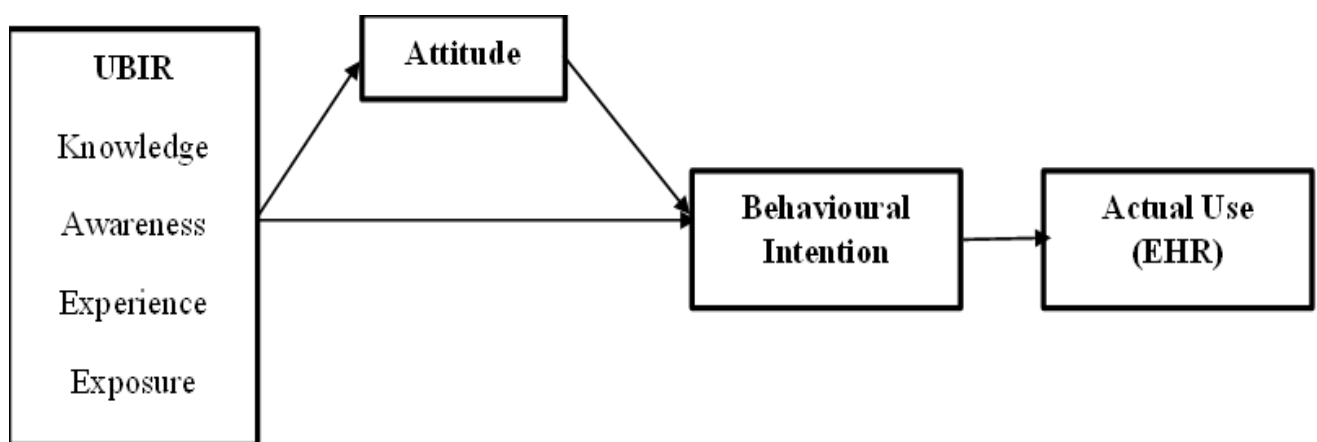 UBIR
Knowledge
Awareness
Experience
Exposure
Attitude
Behavioural
Intention
Actual Use
(EHR)